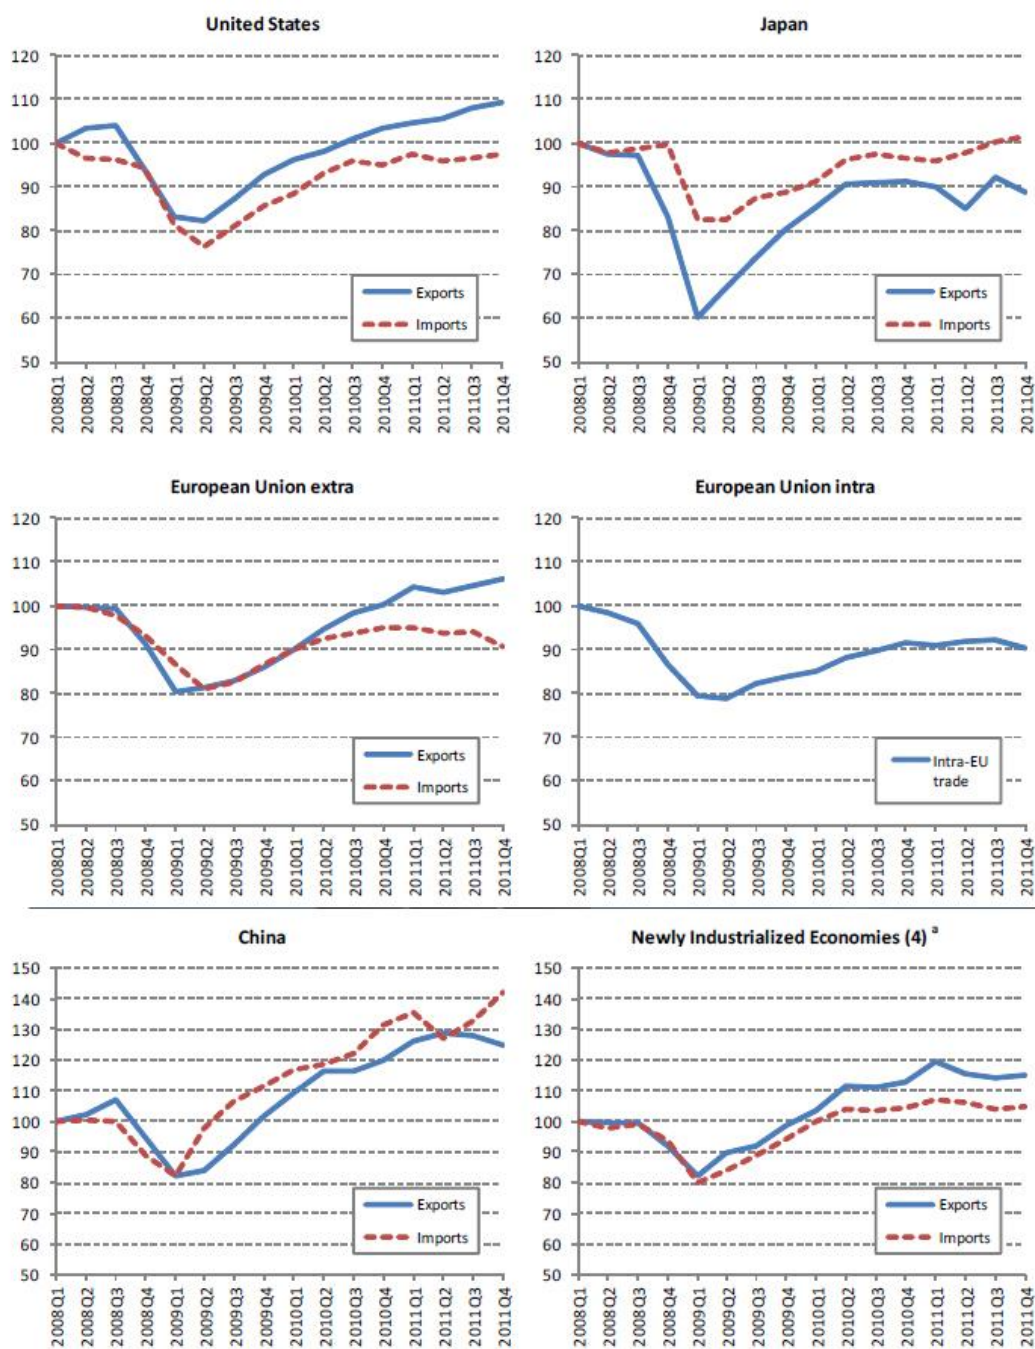 United States
120
110
100
90
80
70
60
50
Exports
Imports
2008Q1
2008Q2
2008Q3
2008Q4
2009Q1
2009Q2
2009Q3
2009Q4
2010Q1
2010Q2
2010Q3
2010Q4
2011Q1
2011Q2
2011Q3
2011Q4
Japan
120
110
100
90
80
70
60
50
Exports
Imports
2008Q1
2008Q2
2008Q3
2008Q4
2009Q1
2009Q2
2009Q3
2009Q4
2010Q1
2010Q2
2010Q3
2010Q4
2011Q1
2011Q2
2011Q3
2011Q4
European Union extra
120
110
100
90
80
70
60
50
Exports
Imports
2008Q1
2008Q2
2008Q3
2008Q4
2009Q1
2009Q2
2009Q3
2009Q4
2010Q1
2010Q2
2010Q3
2010Q4
2011Q1
2011Q2
2011Q3
2011Q4
European Union intra
120
110
100
90
80
70
60
50
Intra-EU
trade
2008Q1
2008Q2
2008Q3
2008Q4
2009Q1
2009Q2
2009Q3
2009Q4
2010Q1
2010Q2
2010Q3
2010Q4
2011Q1
2011Q2
2011Q3
2011Q4
China
150
140
130
120
110
100
90
80
70
60
50
Exports
Imports
2008Q1
2008Q2
2008Q3
2008Q4
2009Q1
2009Q2
2009Q3
2009Q4
2010Q1
2010Q2
2010Q3
2010Q4
2011Q1
2011Q2
2011Q3
2011Q4
Newly Industrialized Economies (4) ª
150
140
130
120
110
100
90
80
70
60
50
Exports
Imports
2008Q1
2008Q2
2008Q3
2008Q4
2009Q1
2009Q2
2009Q3
2009Q4
2010Q1
2010Q2
2010Q3
2010Q4
2011Q1
2011Q2
2011Q3
2011Q4